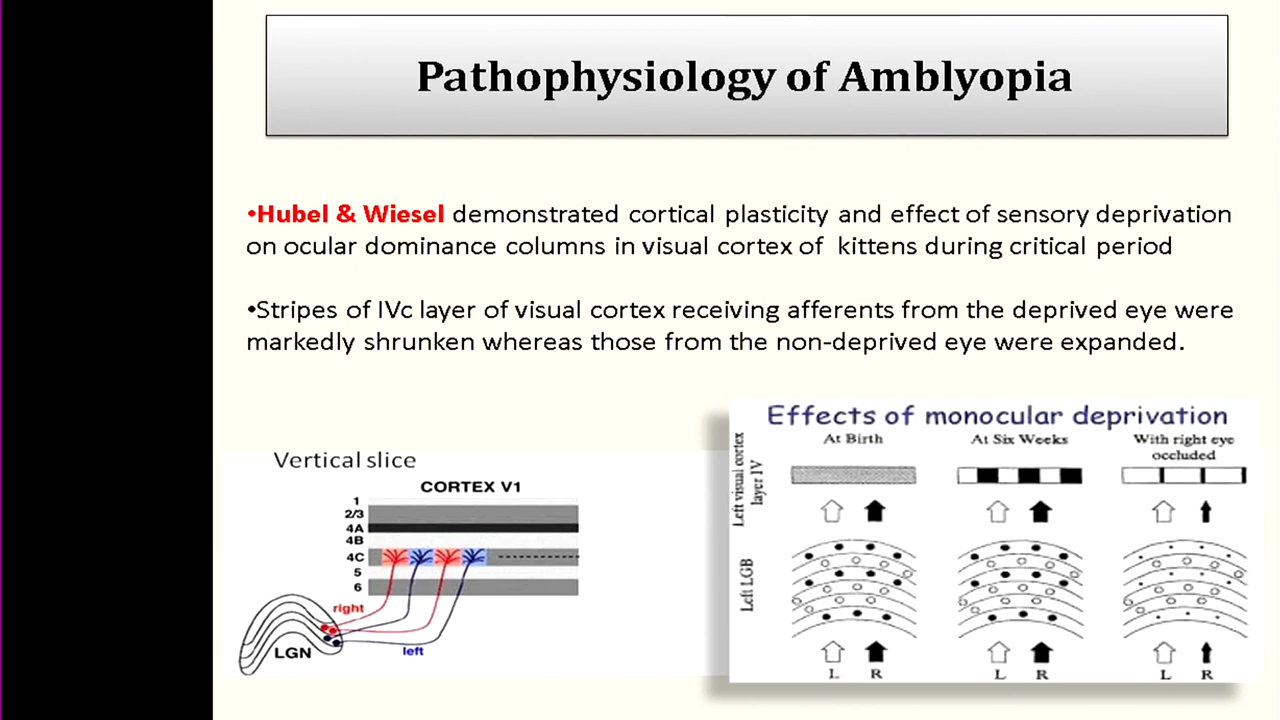 Pathophysiology of Amblyopia
•Hubel & Wiesel demonstrated cortical plasticity and effect of sensory deprivation
on ocular dominance columns in visual cortex of kittens during critical period
•Stripes of IVc layer of visual cortex receiving afferents from the deprived eye were
markedly shrunken whereas those from the non-deprived eye were expanded.
Vertical slice
CORTEX V1
1
2/3
4A
4B
4C
5
6
right
LGN
left
Effects of monocular deprivation
At Birth
At Six Weeks
With right eye
occluded
Left visual cortex
layer IV
Left LGB
L R
L R
L R